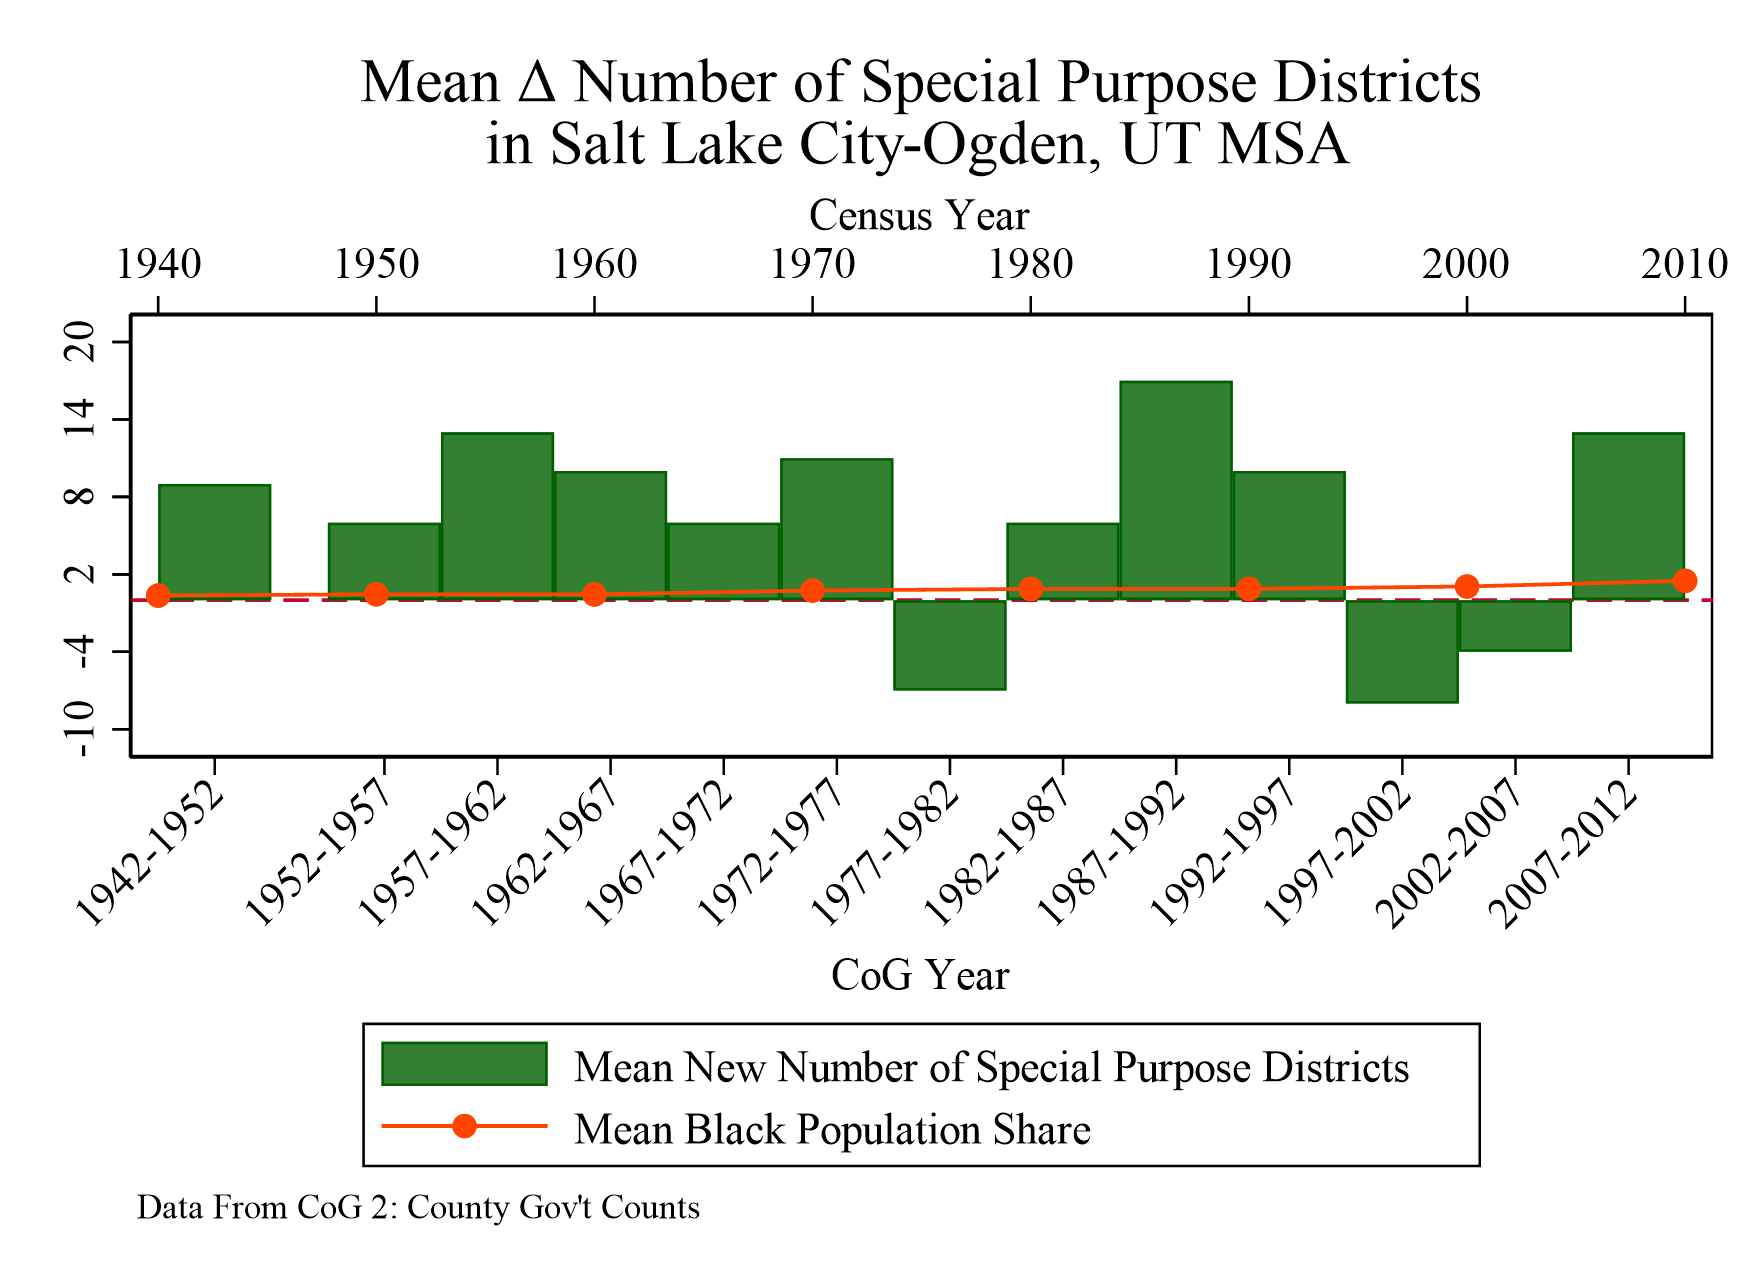 Mean Δ Number of Special Purpose Districts
in Salt Lake City-Ogden, UT MSA
Census Year
1940 1950 1960 1970 1980 1990 2000 2010
20
14
8
2
-4
-10
1942-1952 1952-1957 1957-1962 1962-1967 1967-1972 1972-1977 1977-1982 1982-1987 1987-1992 1992-1997 1997-2002 2002-2007 2007-2012
CoG Year
Mean New Number of Special Purpose Districts
Mean Black Population Share
Data From CoG 2: County Gov't Counts